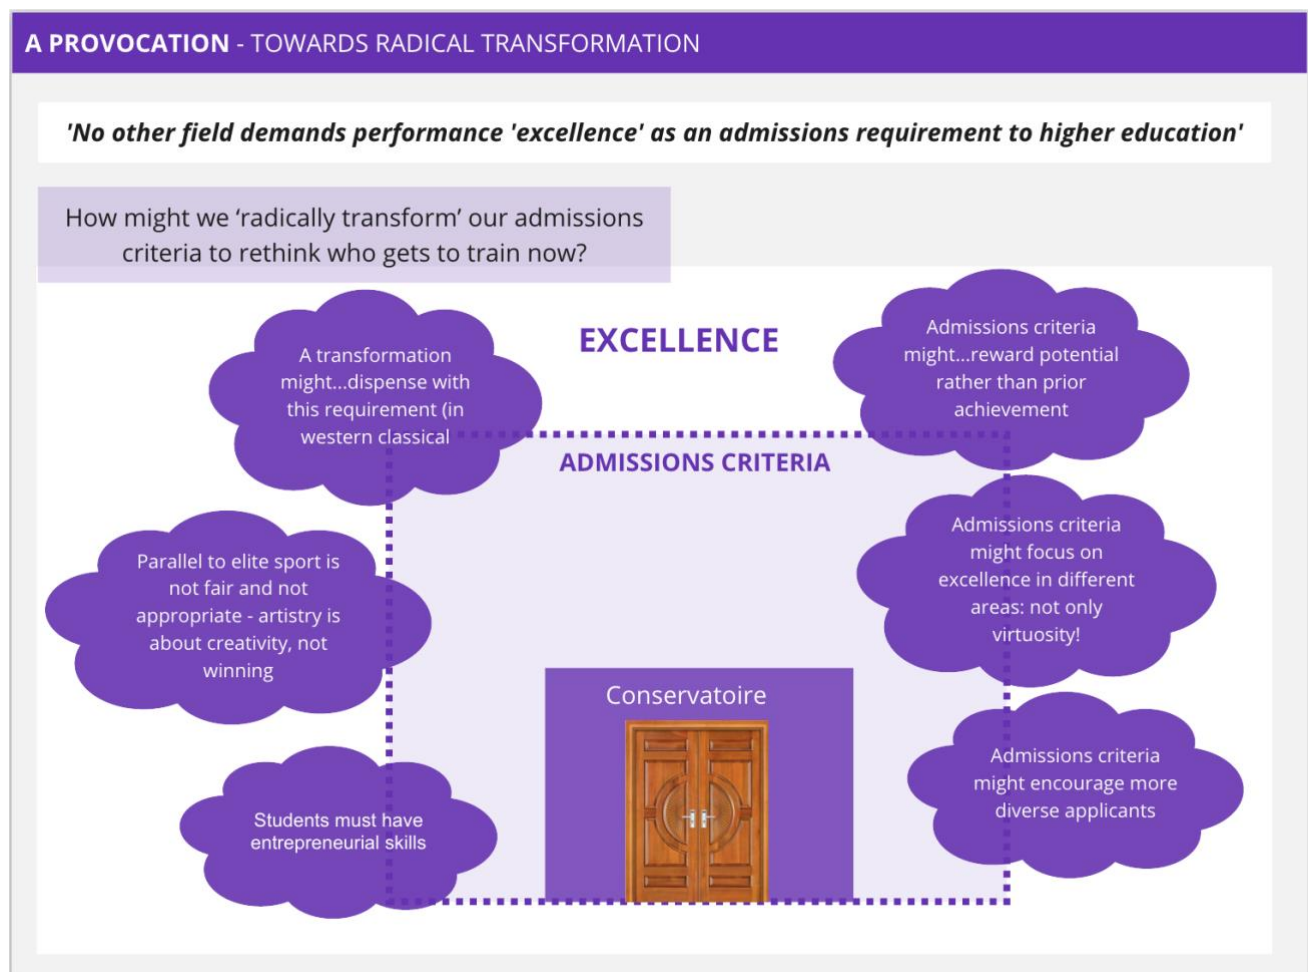 A PROVOCATION - TOWARDS RADICAL TRANSFORMATION
'No other field demands performance 'excellence' as an admissions requirement to higher education'
How might we ‘radically transform’ our admissions
criteria to rethink who gets to train now?
EXCELLENCE
A transformation
might...dispense with
this requirement (in
western classical
Admissions criteria
might...reward potential
rather than prior
achievement
ADMISSIONS CRITERIA
Parallel to elite sport is
not fair and not
appropriate - artistry is
about creativity, not
winning
Admissions criteria
might focus on
excellence in different
areas: not only
virtuosity!
Conservatoire
Students must have
entrepreneurial skills
Admissions criteria
might encourage more
diverse applicants